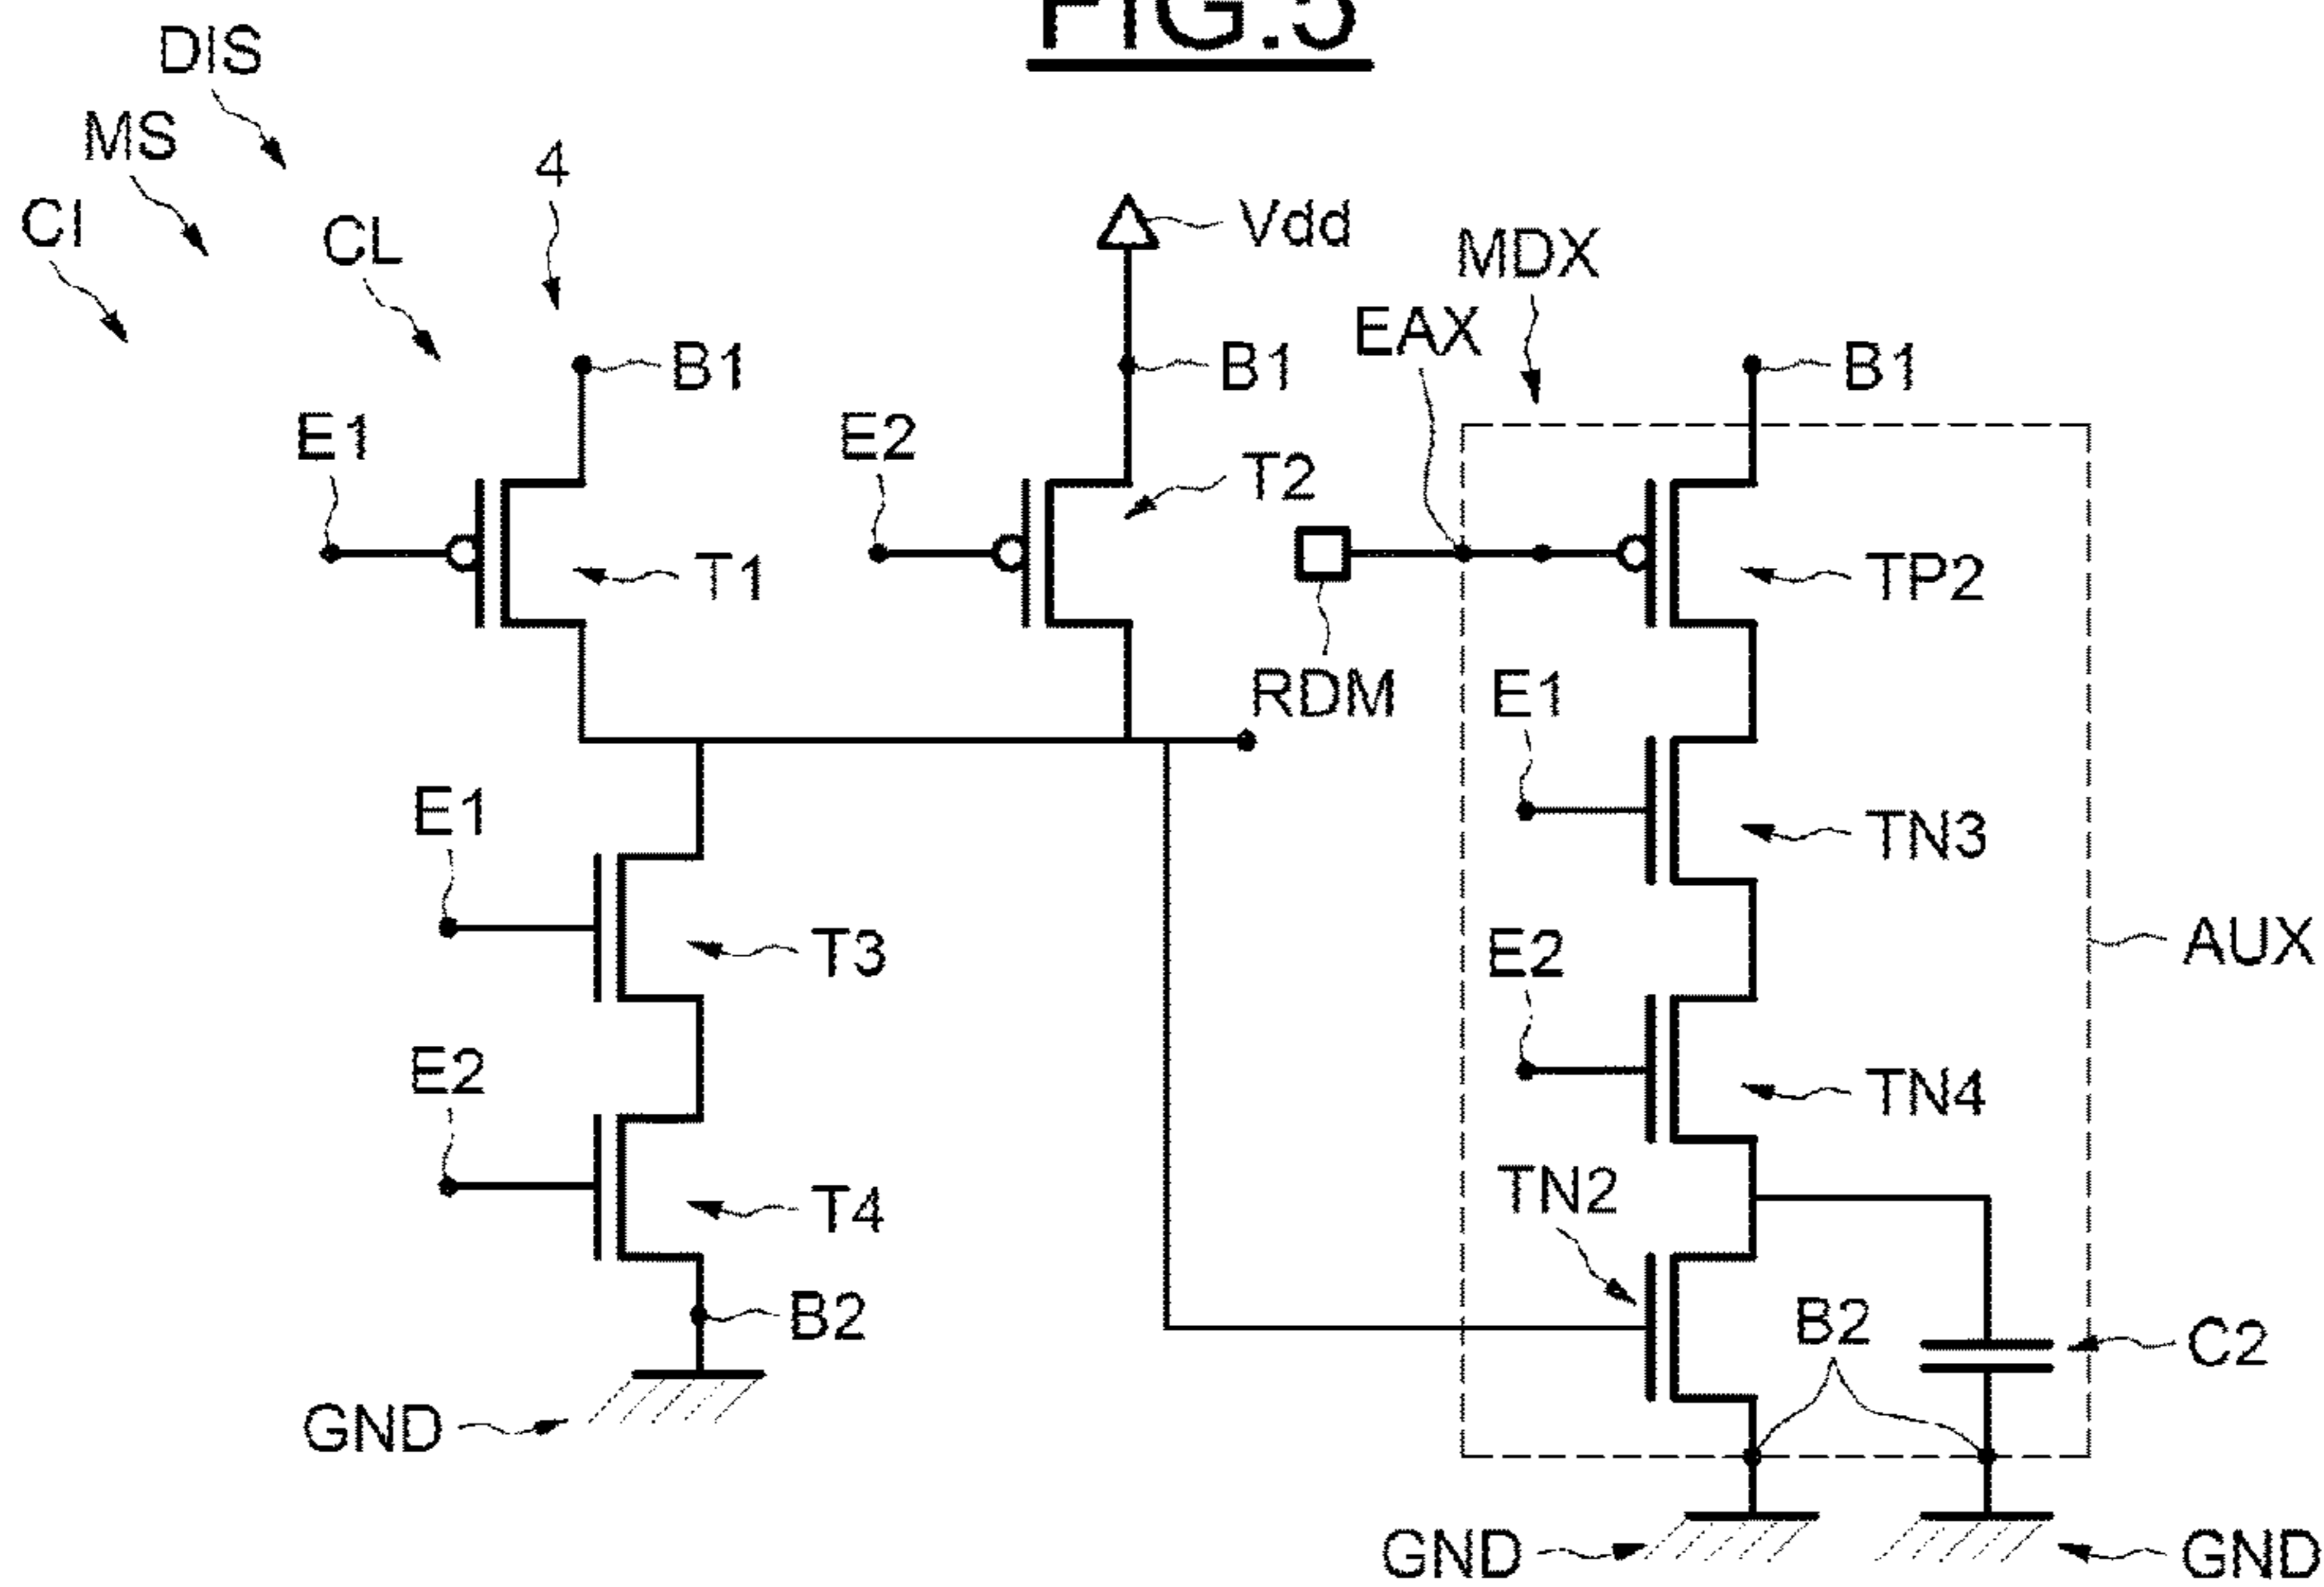 FIG.5
DIS
MS
4
CI
CL
Vdd
MDX
EAX
B1
B1
B1
E1
E2
T2
T1
TP2
RDM
E1
E1
TN3
E2
AUX
T3
E2
TN4
TN2
T4
B2
B2
C2
GND
GND
GND